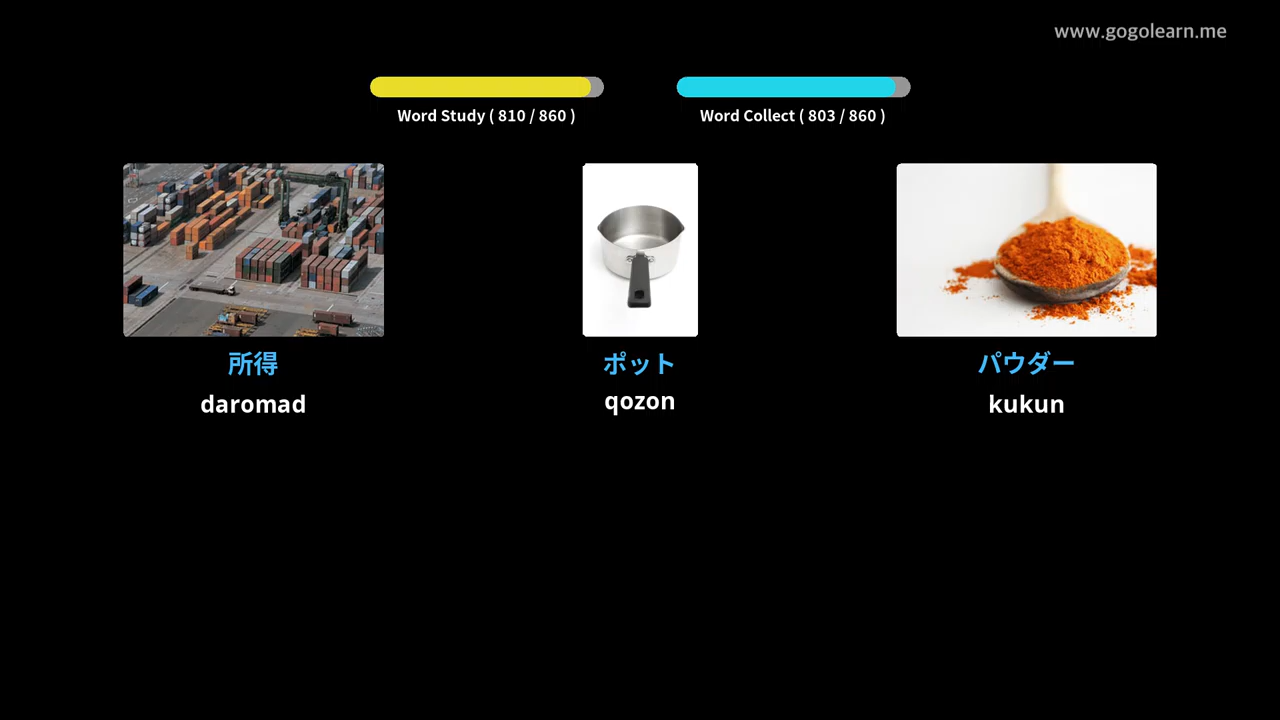 www.gogolearn.me
Word Study ( 810 / 860 )
Word Collect ( 803 / 860 )
所得
ポット
パウダー
daromad
qozon
kukun